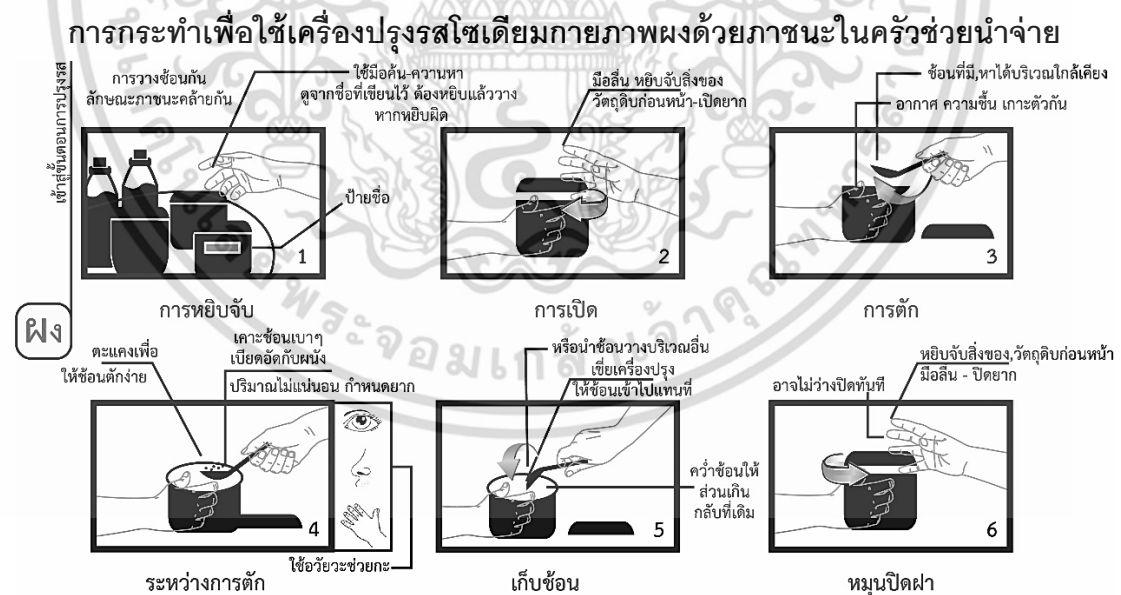 การกระทำเพื่อใช้เครื่องปรุงรสโซเดียมกายภาพผงด้วยภาชนะในครัวช่วยนำจ่าย
เข้าสู่ขั้นตอนการปรุงรส
ผง
การวางซ้อนกัน
ลักษณะภาชนะคล้ายกัน
ใช้มือค้น-ควานหา
ดูจากชื่อที่เขียนไว้ ต้องหยิบแล้ววาง
หากหยิบผิด
ป้ายชื่อ
1
การหยิบจับ
มือลื่น หยิบจับสิ่งของ
วัตถุดิบก่อนหน้า-เปิดยาก
2
การเปิด
ช้อนที่มี,หาได้บริเวณใกล้เคียง
อากาศ ความชื้น เกาะตัวกัน
3
การตัก
ตะแคงเพื่อ
ให้ช้อนตักง่าย
เคาะช้อนเบาๆ
เบียดอัดกับผนัง
ปริมาณไม่แน่นอน กำหนดยาก
4
ใช้อวัยวะช่วยกะ
ระหว่างการตัก
หรือนำช้อนวางบริเวณอื่น
เขี่ยเครื่องปรุง
ให้ช้อนเข้าไปแทนที่
คว่ำช้อนให้
ส่วนเกิน
กลับที่เดิม
5
เก็บช้อน
หยิบจับสิ่งของ,วัตถุดิบก่อนหน้า
มือลื่น - ปิดยาก
อาจไม่ว่างปิดทันที
6
หมุนปิดฝา